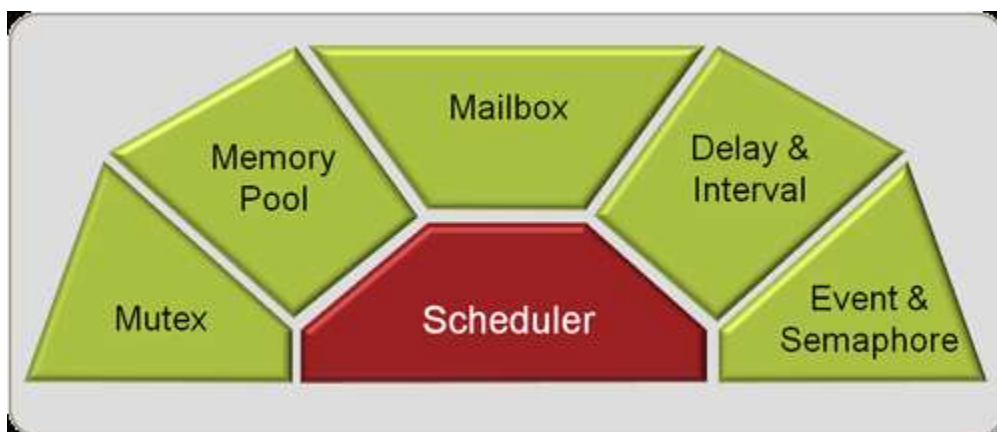 Mailbox
Memory
Pool
Delay &
Interval
Mutex
Scheduler
Event &
Semaphore